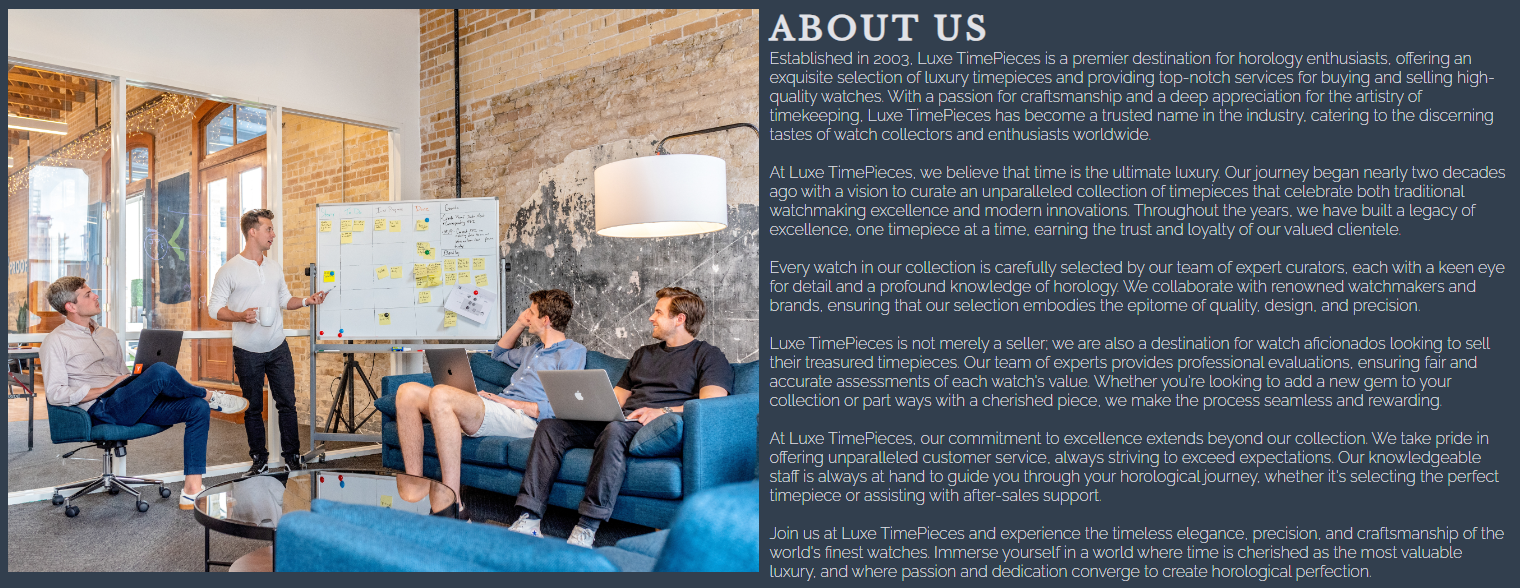 ABOUT US
Established in 2003, Luxe TimePieces is a premier destination for horology enthusiasts, offering an
exquisite selection of luxury timepieces and providing top-notch services for buying and selling high-
quality watches. With a passion for craftsmanship and a deep appreciation for the artistry of
timekeeping, Luxe TimePieces has become a trusted name in the industry, catering to the discerning
tastes of watch collectors and enthusiasts worldwide.
At Luxe TimePieces, we believe that time is the ultimate luxury. Our journey began nearly two decades
ago with a vision to curate an unparalleled collection of timepieces that celebrate both traditional
watchmaking excellence and modern innovations. Throughout the years, we have built a legacy of
excellence, one timepiece at a time, earning the trust and loyalty of our valued clientele.
Every watch in our collection is carefully selected by our team of expert curators, each with a keen eye
for detail and a profound knowledge of horology. We collaborate with renowned watchmakers and
brands, ensuring that our selection embodies the epitome of quality, design, and precision.
Luxe TimePieces is not merely a seller; we are also a destination for watch aficionados looking to sell
their treasured timepieces. Our team of experts provides professional evaluations, ensuring fair and
accurate assessments of each watch's value. Whether you're looking to add a new gem to your
collection or part ways with a cherished piece, we make the process seamless and rewarding.
At Luxe TimePieces, our commitment to excellence extends beyond our collection. We take pride in
offering unparalleled customer service, always striving to exceed expectations. Our knowledgeable
staff is always at hand to guide you through your horological journey, whether it's selecting the perfect
timepiece or assisting with after-sales support.
Join us at Luxe TimePieces and experience the timeless elegance, precision, and craftsmanship of the
world's finest watches. Immerse yourself in a world where time is cherished as the most valuable
luxury, and where passion and dedication converge to create horological perfection.